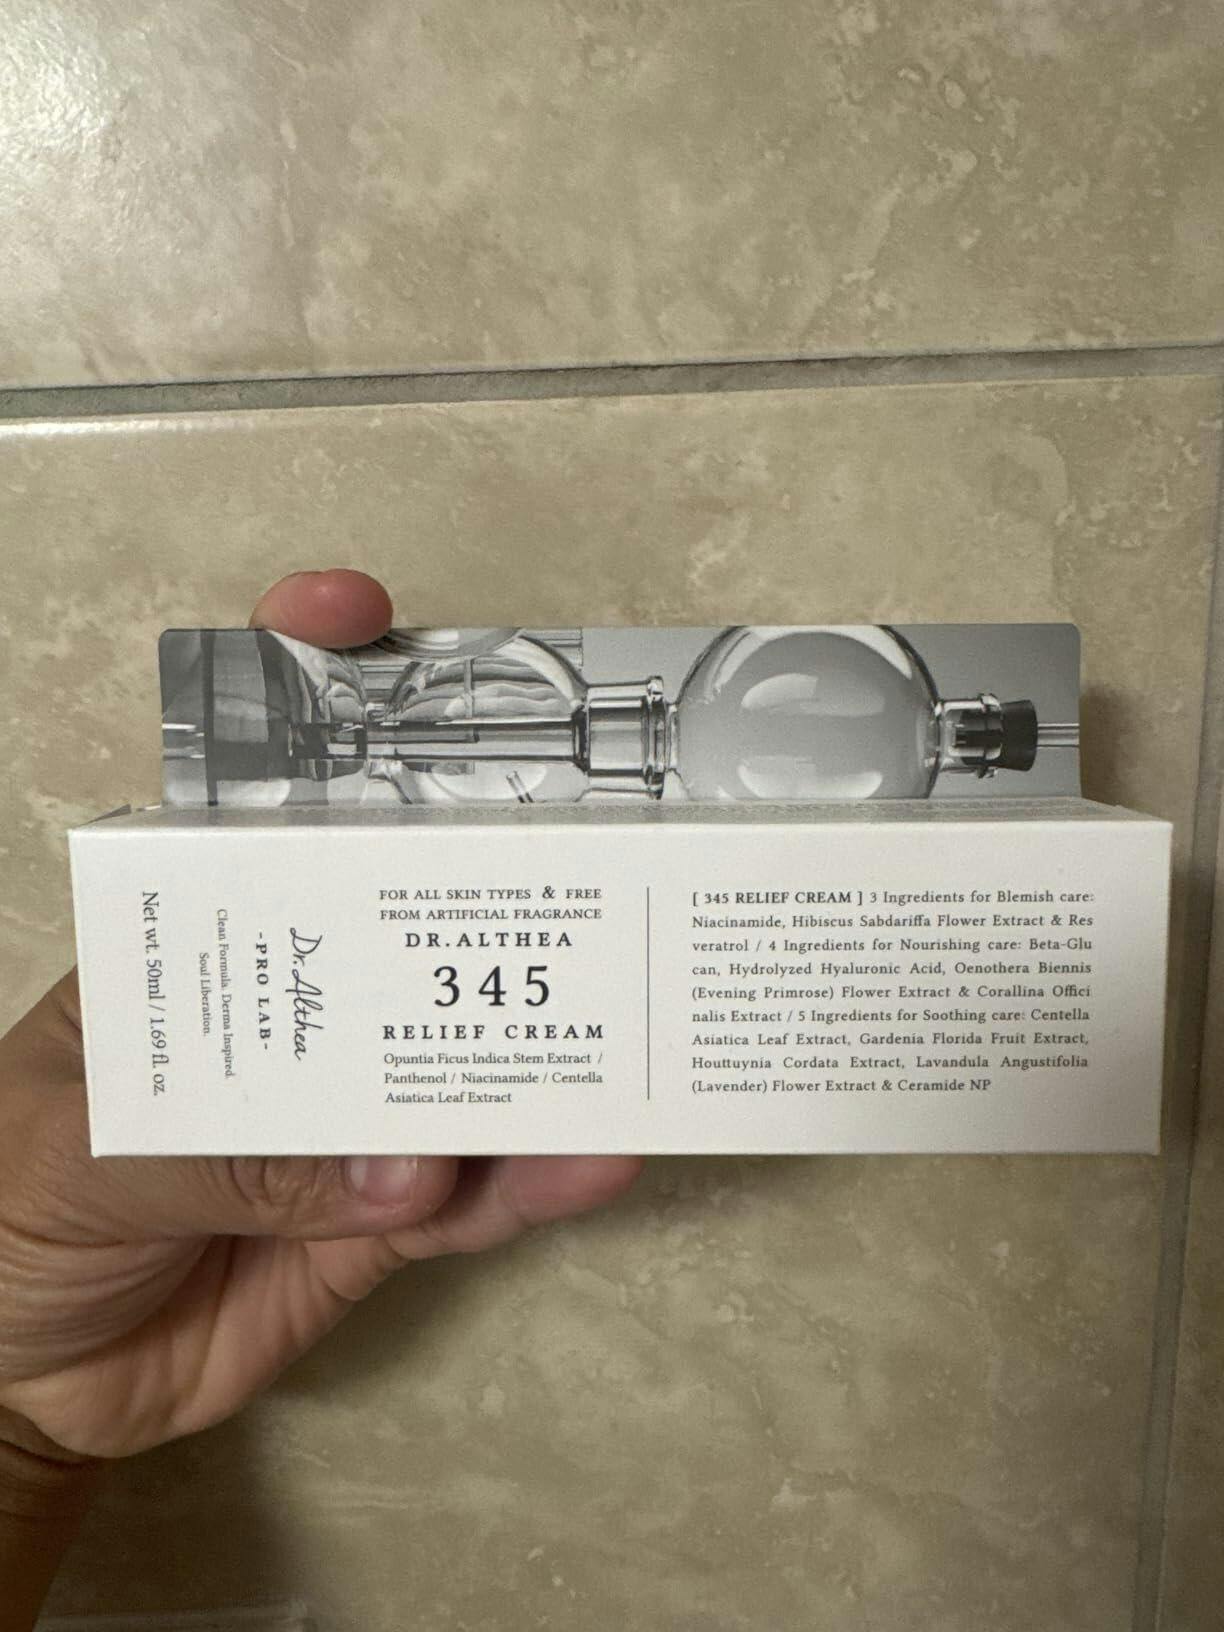 Net wt. 50ml / 1.69 fl. oz.
Clean Formula. Derma Inspired.
Soul Liberation.
-PRO LAB-
Dr. Althea
FOR ALL SKIN TYPES & FREE
FROM ARTIFICIAL FRAGRANCE
DR.ALTHEA
345
RELIEF CREAM
Opuntia Ficus Indica Stem Extract /
Panthenol / Niacinamide / Centella
Asiatica Leaf Extract
[ 345 RELIEF CREAM ] 3 Ingredients for Blemish care:
Niacinamide, Hibiscus Sabdariffa Flower Extract & Res
veratrol / 4 Ingredients for Nourishing care: Beta-Glu
can, Hydrolyzed Hyaluronic Acid, Oenothera Biennis
(Evening Primrose) Flower Extract & Corallina Offici
nalis Extract / 5 Ingredients for Soothing care: Centella
Asiatica Leaf Extract, Gardenia Florida Fruit Extract,
Houttuynia Cordata Extract, Lavandula Angustifolia
(Lavender) Flower Extract & Ceramide NP